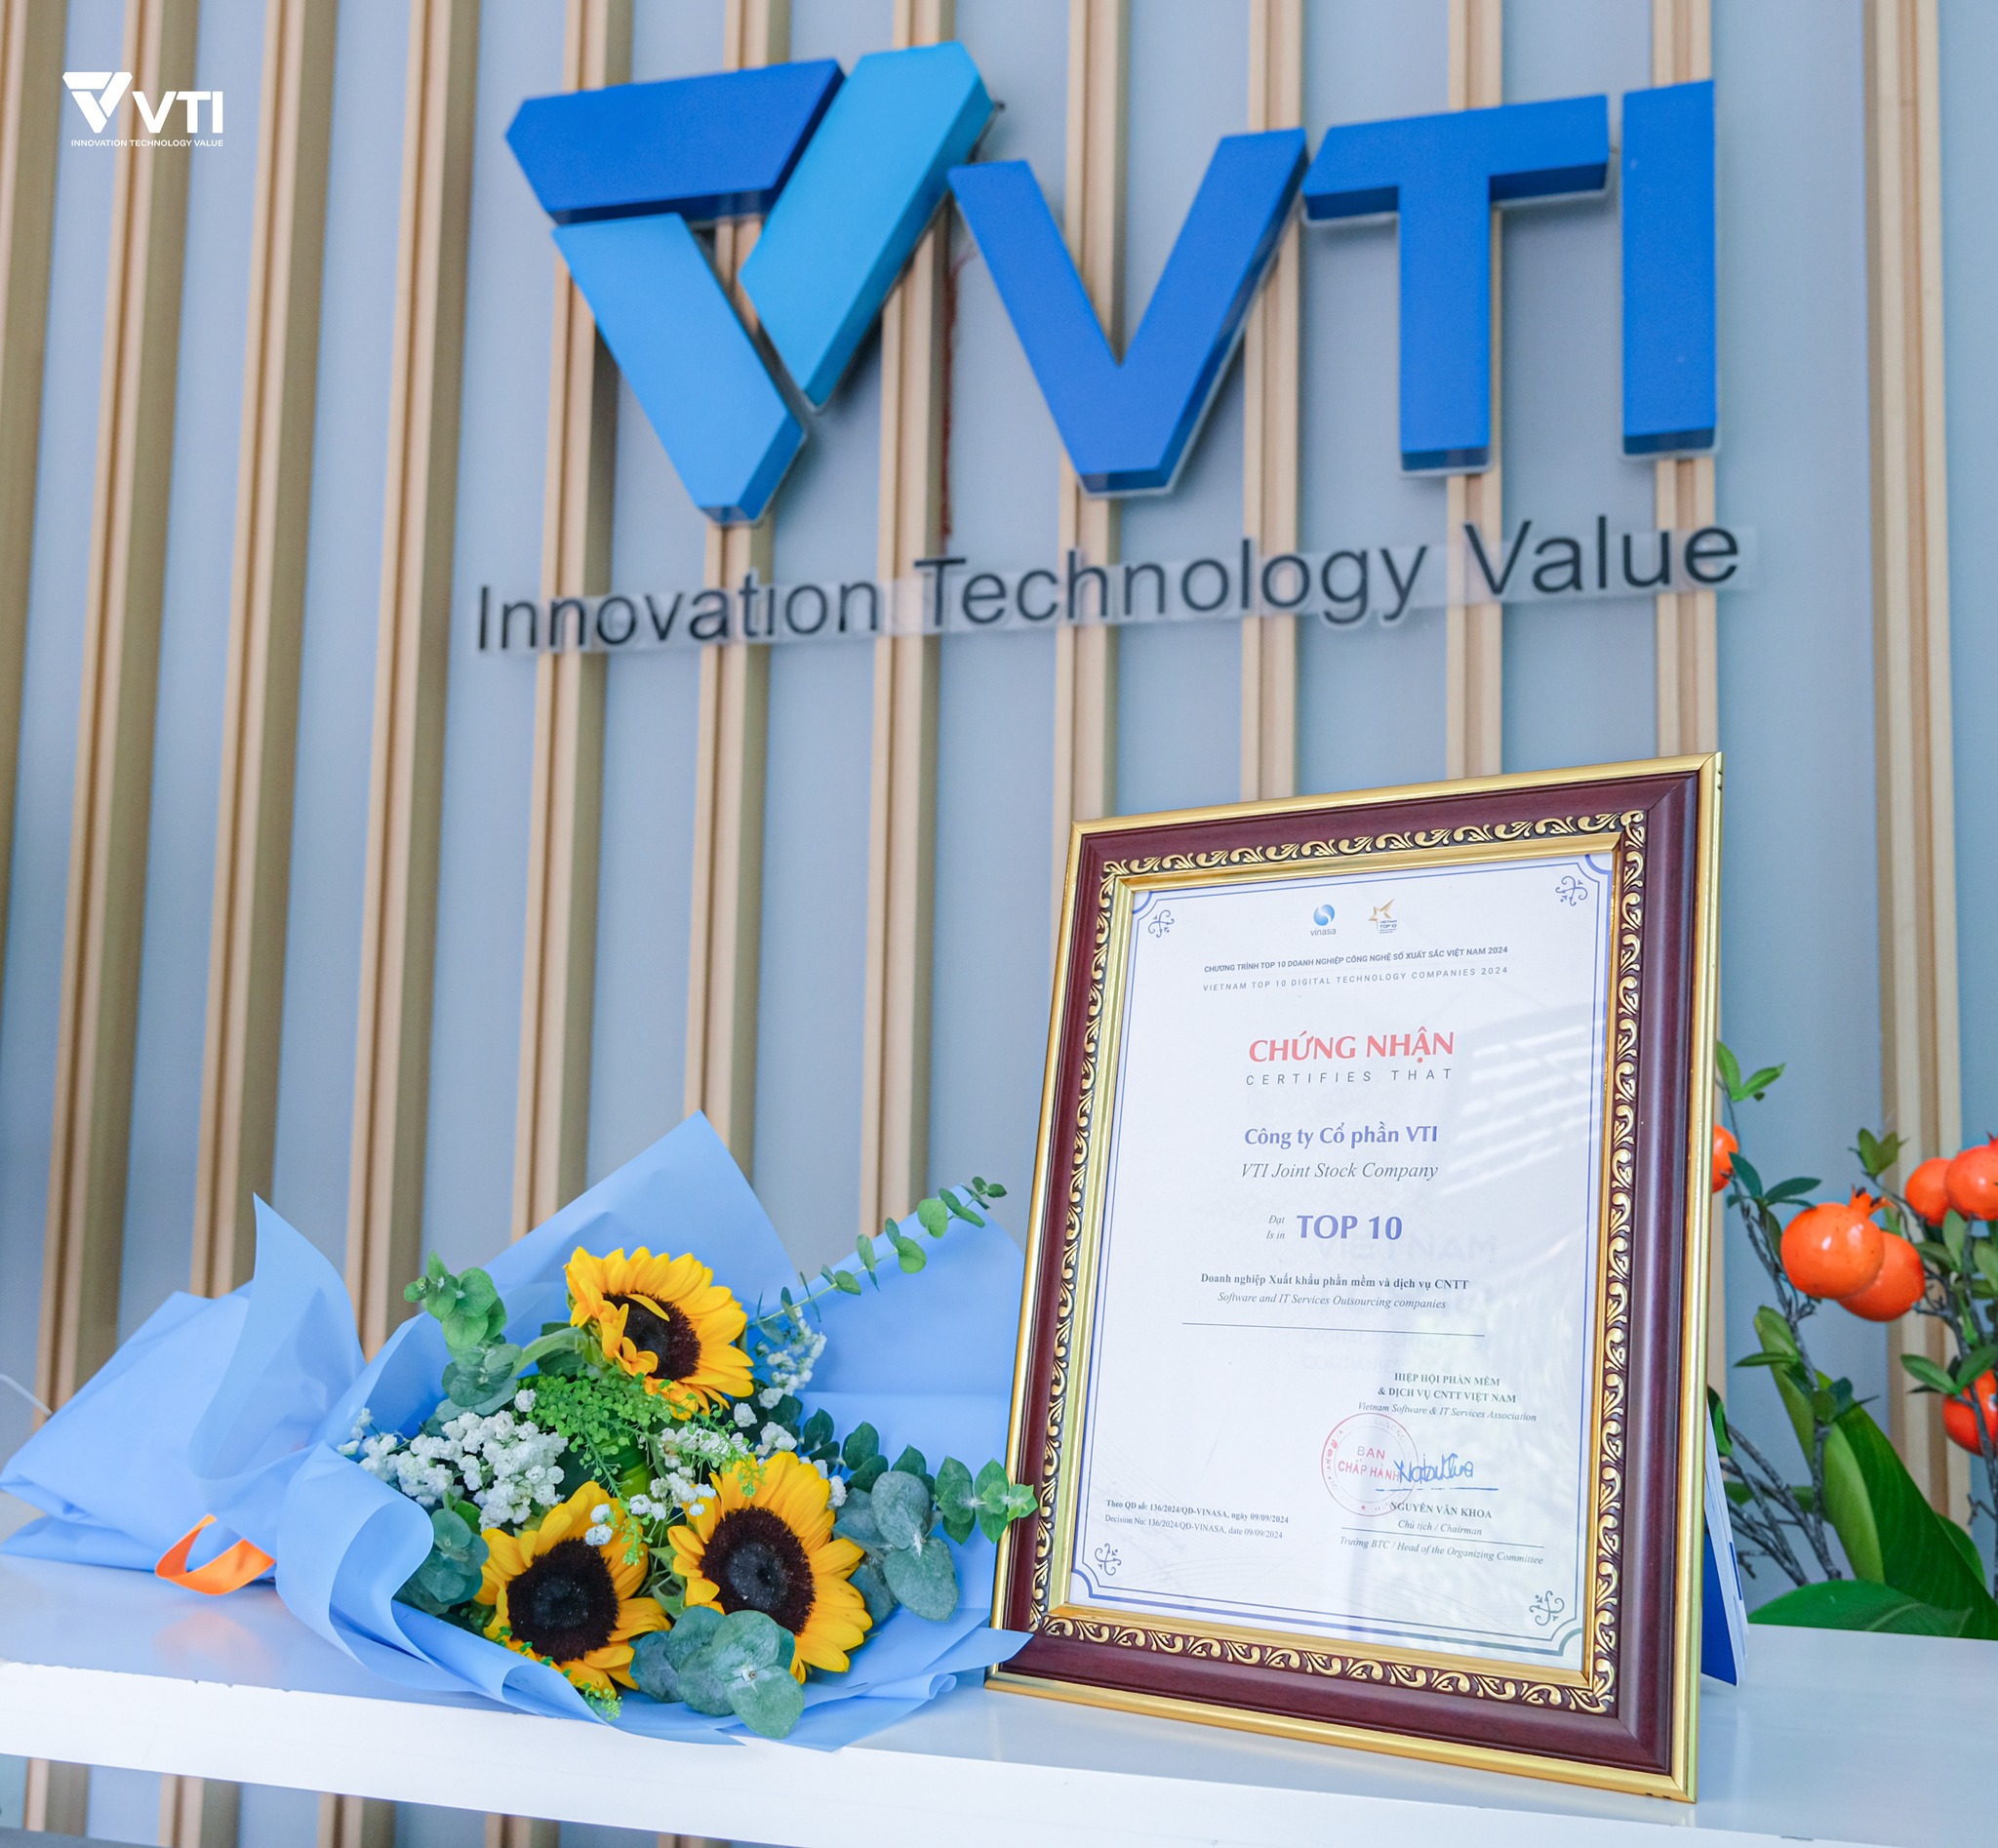 VTI
INNOVATION TECHNOLOGY VALUE
VTI
Innovation Technology Value
vinasa
TOP 10
CHƯƠNG TRÌNH TOP 10 DOANH NGHIỆP CÔNG NGHỆ SỐ XUẤT SẮC VIỆT NAM 2024
VIETNAM TOP 10 DIGITAL TECHNOLOGY COMPANIES 2024
CHỨNG NHẬN
CERTIFIES THAT
Công ty Cổ phần VTI
VTI Joint Stock Company
Đạt
Is in
TOP 10
Doanh nghiệp Xuất khẩu phần mềm và dịch vụ CNTT
Software and IT Services Outsourcing companies
HIỆP HỘI PHẦN MỀM
& DỊCH VỤ CNTT VIỆT NAM
Vietnam Software & IT Services Association
BAN
CHẤP HÀNH
NGUYỄN VĂN KHOA
Chủ tịch / Chairman
Trưởng BTC / Head of the Organizing Committee
Theo QĐ số: 136/2024/QĐ-VINASA, ngày 09/09/2024
Decision No: 136/2024/QĐ-VINASA, date 09/09/2024